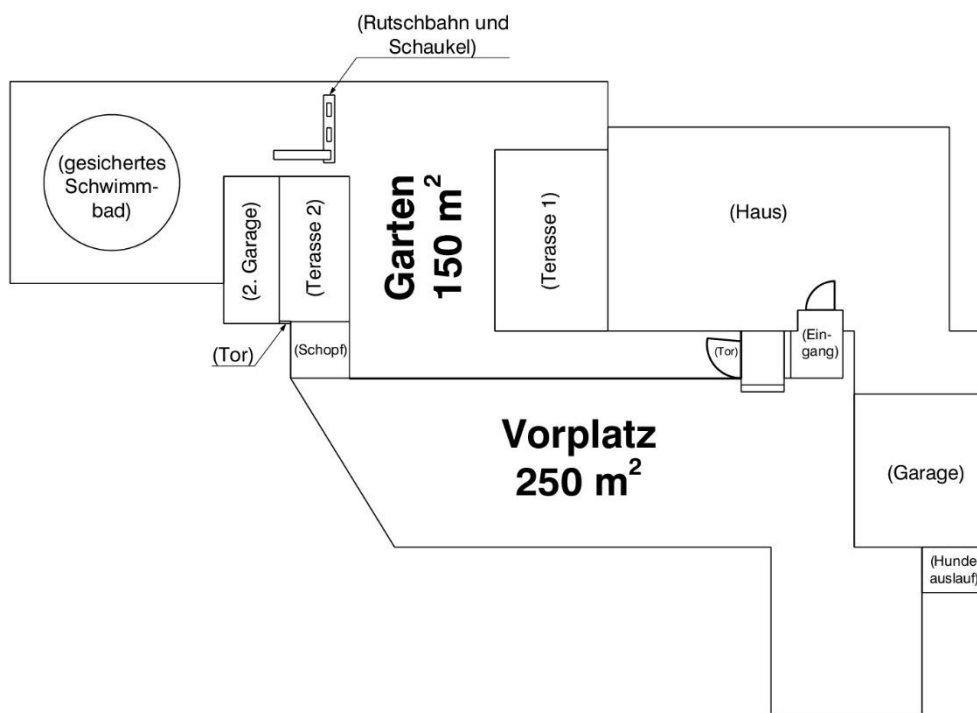 (Rutschbahn und
Schaukel)
(gesichertes
Schwimm-
bad)
(2. Garage)
(Terasse 2)
Garten
150 m²
(Terasse 1)
(Haus)
(Tor)
(Schopf)
(Tor)
(Ein-
gang)
Vorplatz
250 m²
(Garage)
(Hunde
auslauf)